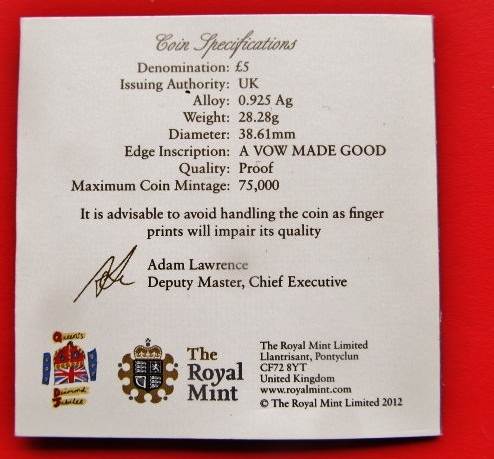 Coin Specifications
Denomination: £5
Issuing Authority: UK
Alloy: 0.925 Ag
Weight: 28.28g
Diameter: 38.61mm
Edge Inscription: A VOW MADE GOOD
Quality: Proof
Maximum Coin Mintage: 75,000
It is advisable to avoid handling the coin as finger
prints will impair its quality
Adam Lawrence
Deputy Master, Chief Executive
Queen's
Diamond
Jubilee
The
Royal
Mint
The Royal Mint Limited
Llantrisant, Pontyclun
CF72 8YT
United Kingdom
www.royalmint.com
© The Royal Mint Limited 2012